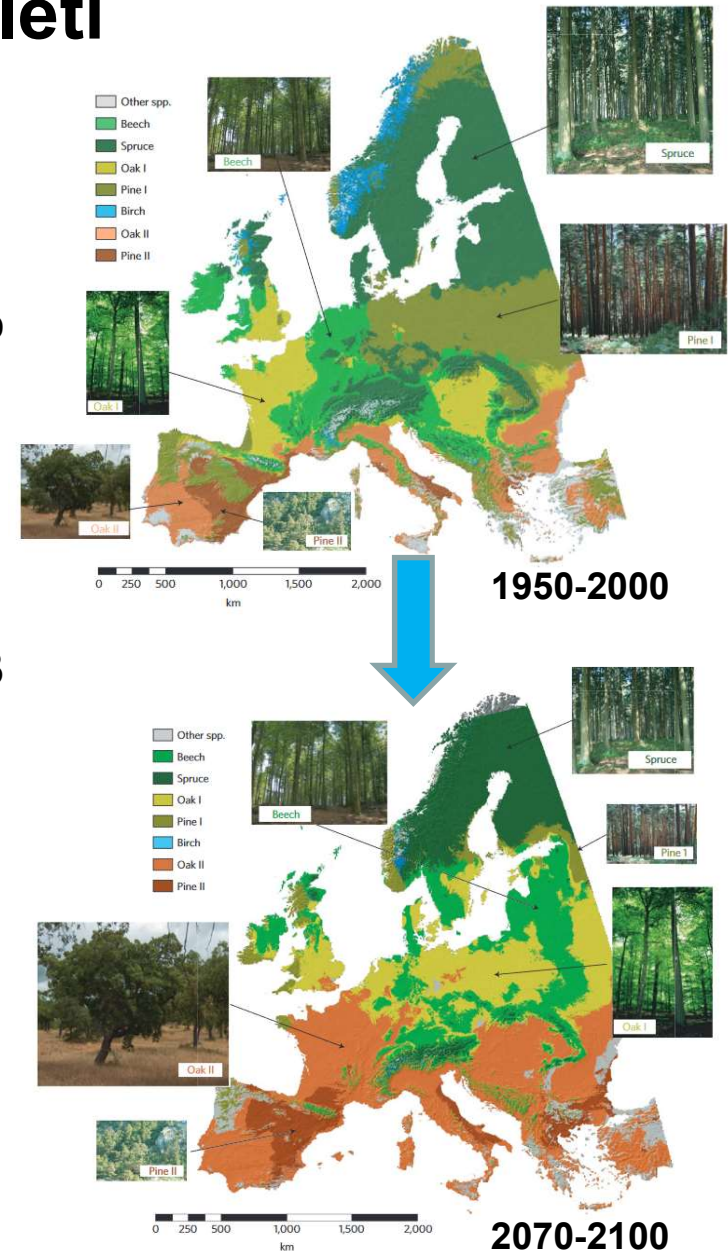 Other spp.
Beech
Spruce
Oak I
Pine I
Birch
Oak II
Pine II
Beech
Spruce
Pine I
Oak I
Oak II
Pine II
0 250 500 1,000 1,500 2,000
km
1950-2000
Other spp.
Beech
Spruce
Oak I
Pine I
Birch
Oak II
Pine II
Beech
Spruce
Pine 1
Oak I
Oak II
Pine II
0 250 500 1,000 1,500 2,000
km
2070-2100